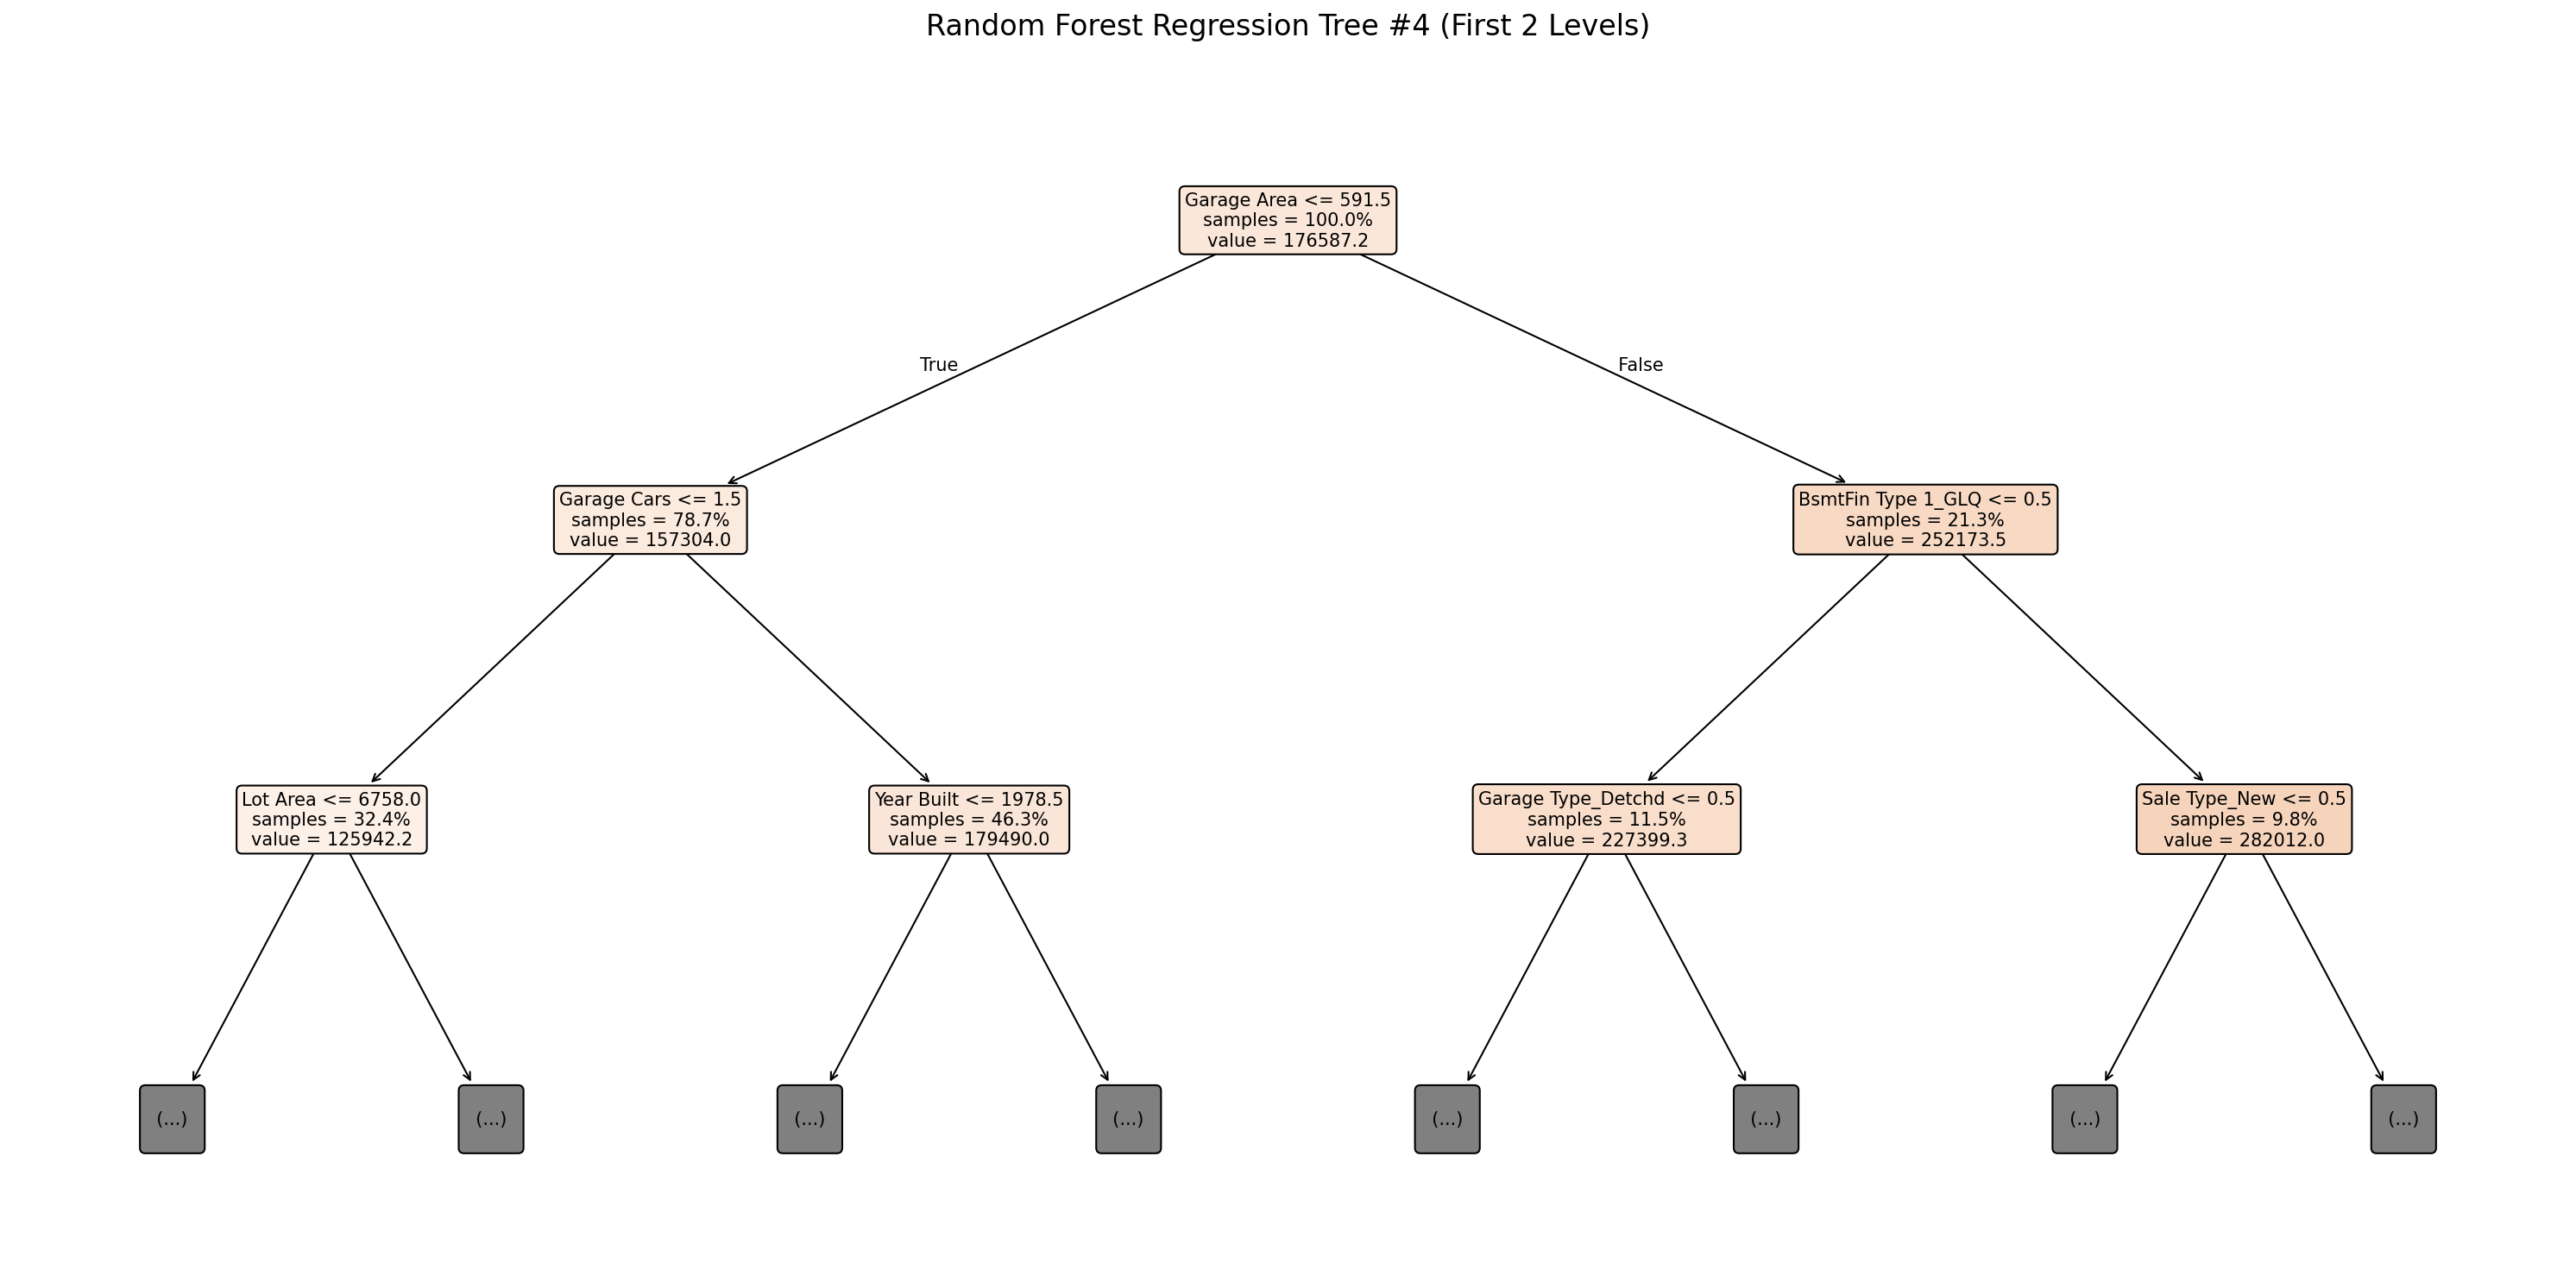 Random Forest Regression Tree #4 (First 2 Levels)
Garage Area <= 591.5
samples = 100.0%
value = 176587.2
True
False
Garage Cars <= 1.5
samples = 78.7%
value = 157304.0
BsmtFin Type 1_GLQ <= 0.5
samples = 21.3%
value = 252173.5
Lot Area <= 6758.0
samples = 32.4%
value = 125942.2
Year Built <= 1978.5
samples = 46.3%
value = 179490.0
Garage Type_Detchd <= 0.5
samples = 11.5%
value = 227399.3
Sale Type_New <= 0.5
samples = 9.8%
value = 282012.0
(...)
(...)
(...)
(...)
(...)
(...)
(...)
(...)